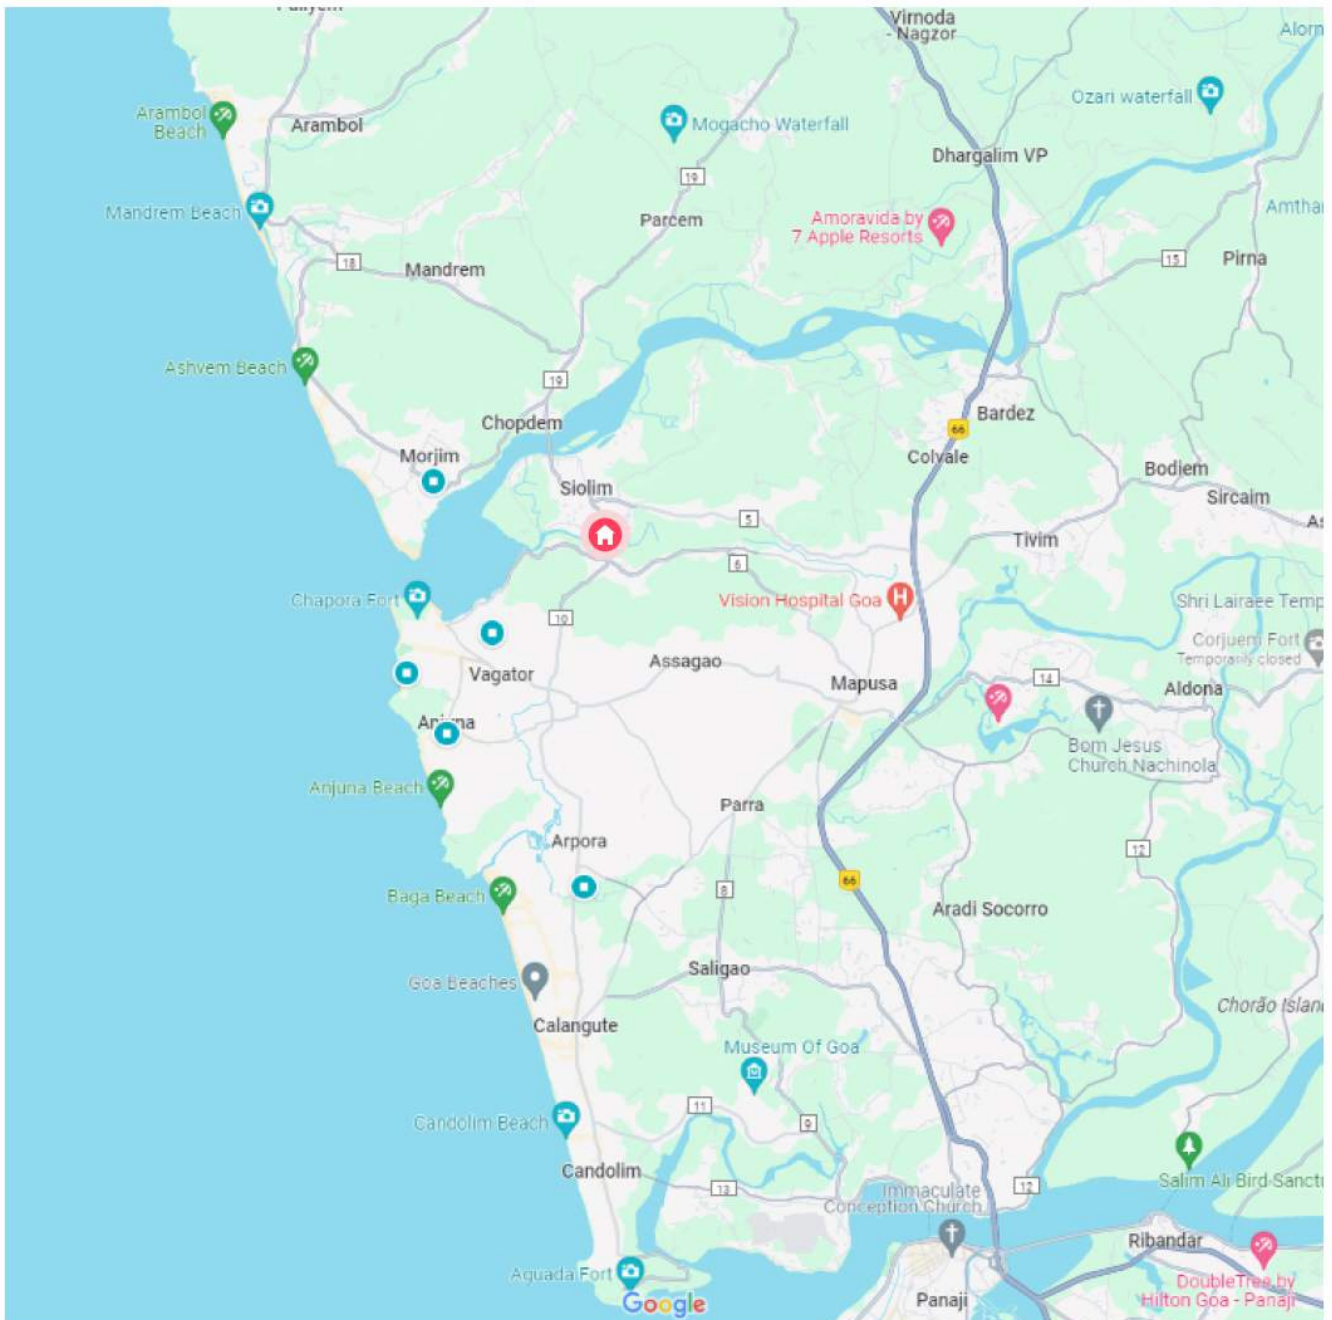 Virnoda
- Nagzor
Alorn
Arambol
Beach
Arambol
Mogacho Waterfall
Ozari waterfall
Dhargalim VP
19
Mandrem Beach
Parcem
Amoravida by
7 Apple Resorts
Amthar
18
Mandrem
15
Pirna
Ashvem Beach
19
Chopdem
Bardez
66
Morjim
Colvale
Bodiem
Siolim
Sircaim
5
As
Tivim
6
Chapora Fort
Vision Hospital Goa
H
Shri Lairaee Temp
10
Corjuem Fort
Temporarily closed
Assagao
Vagator
Mapusa
14
Aldona
Anjuna
Bom Jesus
Church Nachinola
Anjuna Beach
Parra
Arpora
12
66
Baga Beach
8
Aradi Socorro
Saligao
Goa Beaches
Chorão Islan
Calangute
Museum Of Goa
11
Candolim Beach
9
Candolim
13
Salim Ali Bird Sanctu
Immaculate
Conception Church
12
Ribandar
Aguada Fort
DoubleTree by
Hilton Goa - Panaji
Google
Panaji